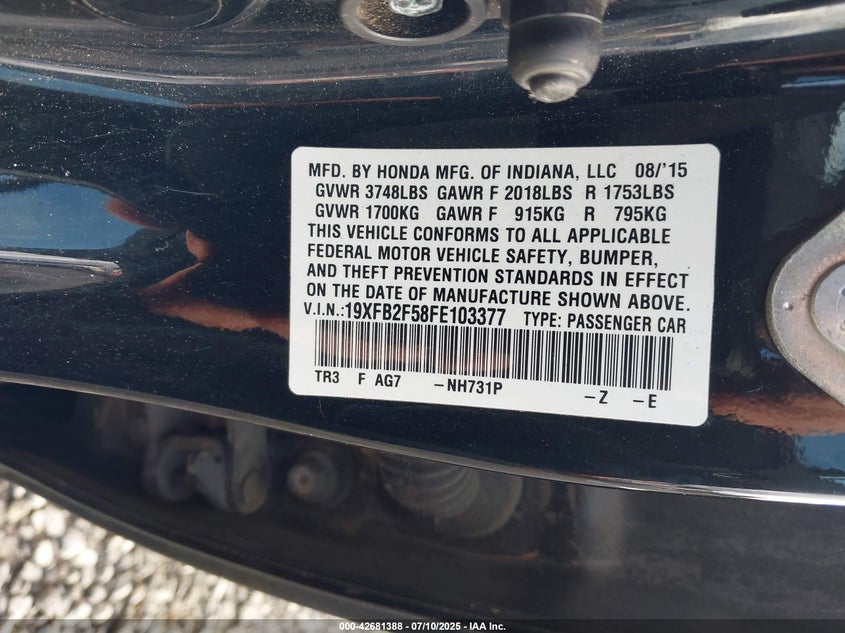 MFD. BY HONDA MFG. OF INDIANA, LLC 08/'15
GVWR 3748LBS GAWR F 2018LBS R 1753LBS
GVWR 1700KG GAWR F 915KG R 795KG
THIS VEHICLE CONFORMS TO ALL APPLICABLE
FEDERAL MOTOR VEHICLE SAFETY, BUMPER,
AND THEFT PREVENTION STANDARDS IN EFFECT
ON THE DATE OF MANUFACTURE SHOWN ABOVE.
V.I.N.:19XFB2F58FE103377 TYPE: PASSENGER CAR
TR3 F AG7 -NH731P -Z -E
000-42681388 - 07/10/2025 - IAA Inc.